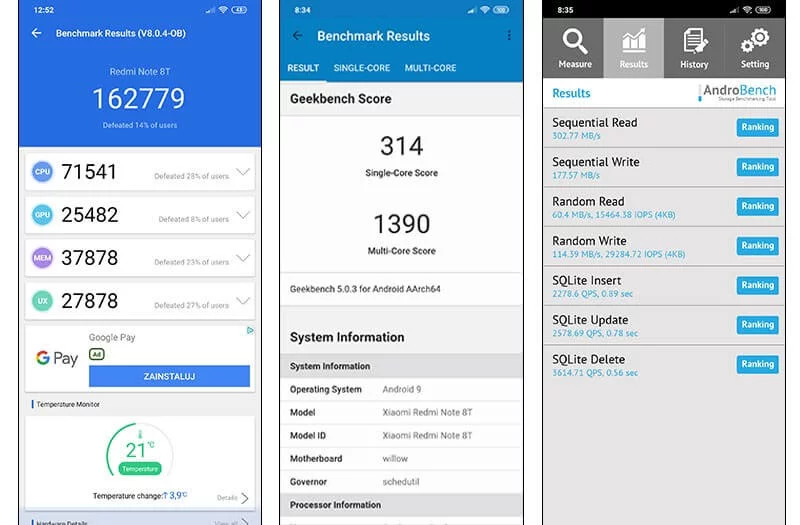 12:52
43
Benchmark Results (V8.0.4-OB)
Redmi Note 8T
162779
Defeated 14% of users
CPU 71541 Defeated 28% of users
GPU 25482 Defeated 8% of users
MEM 37878 Defeated 23% of users
UX 27878 Defeated 27% of users
Google Pay
G Pay
Ad
ZAINSTALUJ
Temperature Monitor
21°C
Temperature
Temperature change:↑3,9°C
Details
Hardware Details
View all
8:34
100
Benchmark Results
RESULT SINGLE-CORE MULTI-CORE
Geekbench Score
314
Single-Core Score
1390
Multi-Core Score
Geekbench 5.0.3 for Android AArch64
System Information
System Information
Operating System Android 9
Model Xiaomi Redmi Note 8T
Model ID Xiaomi Redmi Note 8T
Motherboard willow
Governor schedutil
Processor Information
8:35
100
Measure Results History Setting
Results
AndroBench
Storage Benchmarking Tool
Sequential Read
302.77 MB/s
Ranking
Sequential Write
177.57 MB/s
Ranking
Random Read
60.4 MB/s, 15464.38 IOPS (4KB)
Ranking
Random Write
114.39 MB/s, 29284.72 IOPS (4KB)
Ranking
SQLite Insert
2278.6 QPS, 0.89 sec
Ranking
SQLite Update
2578.69 QPS, 0.78 sec
Ranking
SQLite Delete
3614.71 QPS, 0.56 sec
Ranking